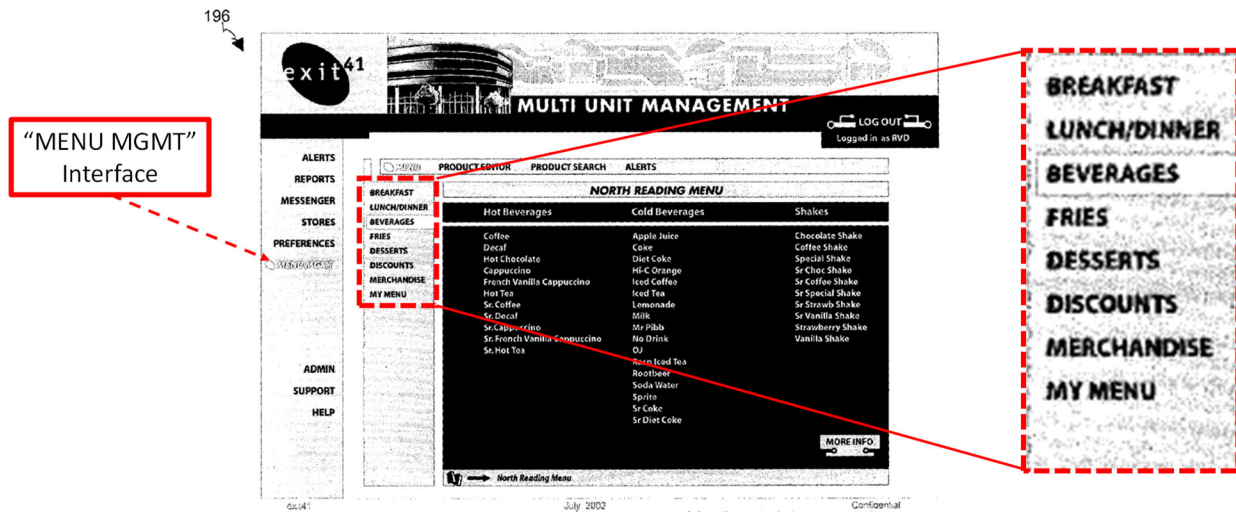 196
exit41
MULTI UNIT MANAGEMENT
LOG OUT
Logged in as RVD
"MENU MGMT"
Interface
ALERTS
REPORTS
MESSENGER
STORES
PREFERENCES
MENU MGMT
ADMIN
SUPPORT
HELP
MENU PRODUCT EDITOR PRODUCT SEARCH ALERTS
BREAKFAST
LUNCH/DINNER
BEVERAGES
FRIES
DESSERTS
DISCOUNTS
MERCHANDISE
MY MENU
NORTH READING MENU
Hot Beverages
Coffee
Decaf
Hot Chocolate
Cappuccino
French Vanilla Cappuccino
Hot Tea
Sr. Coffee
Sr. Decaf
Sr. Cappuccino
Sr. French Vanilla Cappuccino
Sr. Hot Tea
Cold Beverages
Apple Juice
Coke
Diet Coke
Hi-C Orange
Iced Coffee
Iced Tea
Lemonade
Milk
Mr Pibb
No Drink
OJ
Rasp Iced Tea
Rootbeer
Soda Water
Sprite
Sr Coke
Sr Diet Coke
Shakes
Chocolate Shake
Coffee Shake
Special Shake
Sr Choc Shake
Sr Coffee Shake
Sr Special Shake
Sr Strawb Shake
Sr Vanilla Shake
Strawberry Shake
Vanilla Shake
MORE INFO
North Reading Menu
exit41 July 2002 Confidential
BREAKFAST
LUNCH/DINNER
BEVERAGES
FRIES
DESSERTS
DISCOUNTS
MERCHANDISE
MY MENU